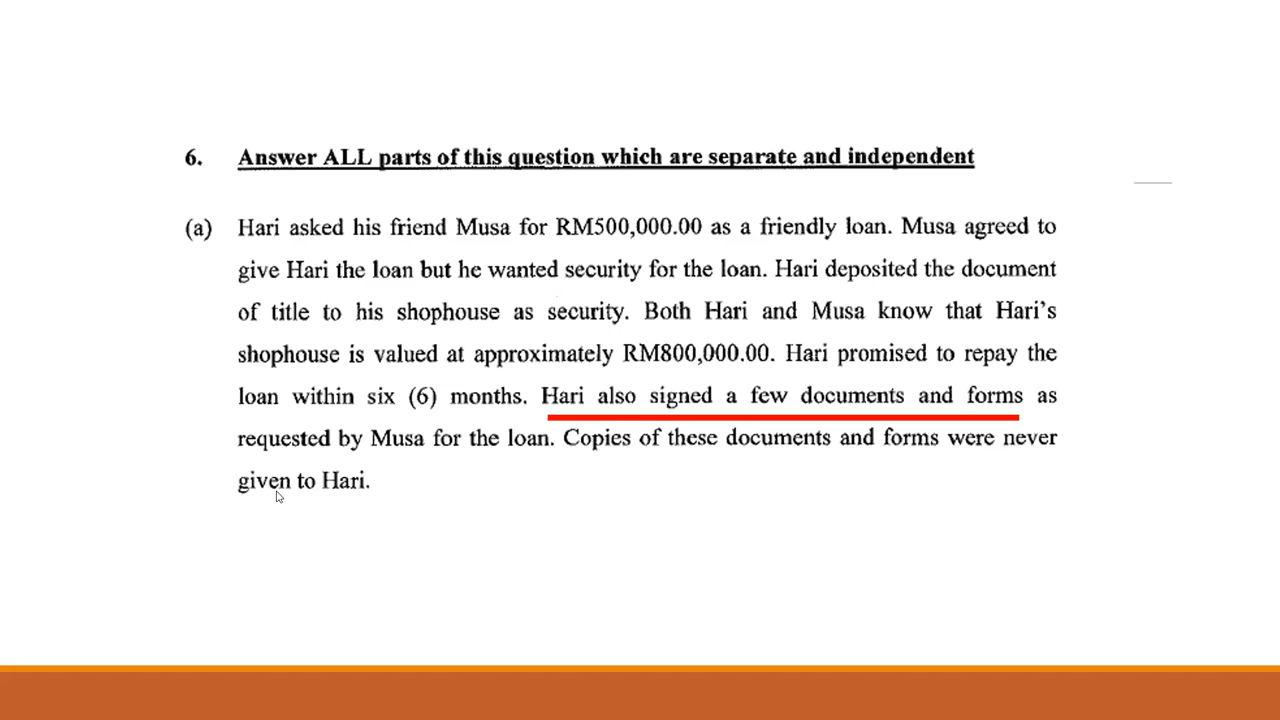 6. Answer ALL parts of this question which are separate and independent
(a) Hari asked his friend Musa for RM500,000.00 as a friendly loan. Musa agreed to
give Hari the loan but he wanted security for the loan. Hari deposited the document
of title to his shophouse as security. Both Hari and Musa know that Hari's
shophouse is valued at approximately RM800,000.00. Hari promised to repay the
loan within six (6) months. Hari also signed a few documents and forms as
requested by Musa for the loan. Copies of these documents and forms were never
given to Hari.